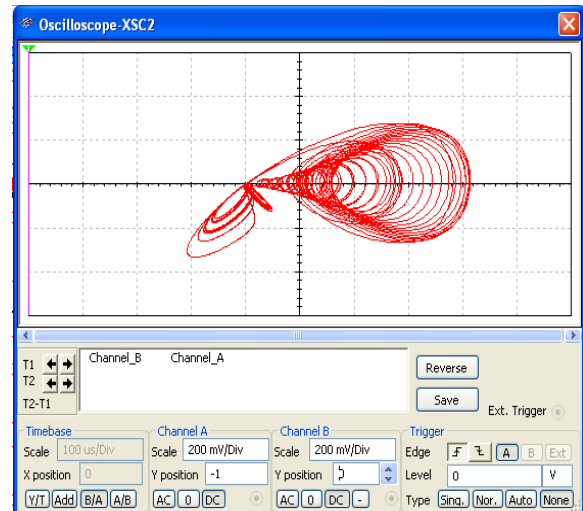 Oscilloscope-XSC2
T1
T2
T2-T1
Channel_B Channel_A
Reverse
Save
Ext. Trigger
Timebase
Scale 100 us/Div
X position 0
Y/T Add B/A A/B
Channel A
Scale 200 mV/Div
Y position -1
AC 0 DC
Channel B
Scale 200 mV/Div
Y position
AC 0 DC -
Trigger
Edge A B Ext
Level 0 V
Type Sing. Nor. Auto None